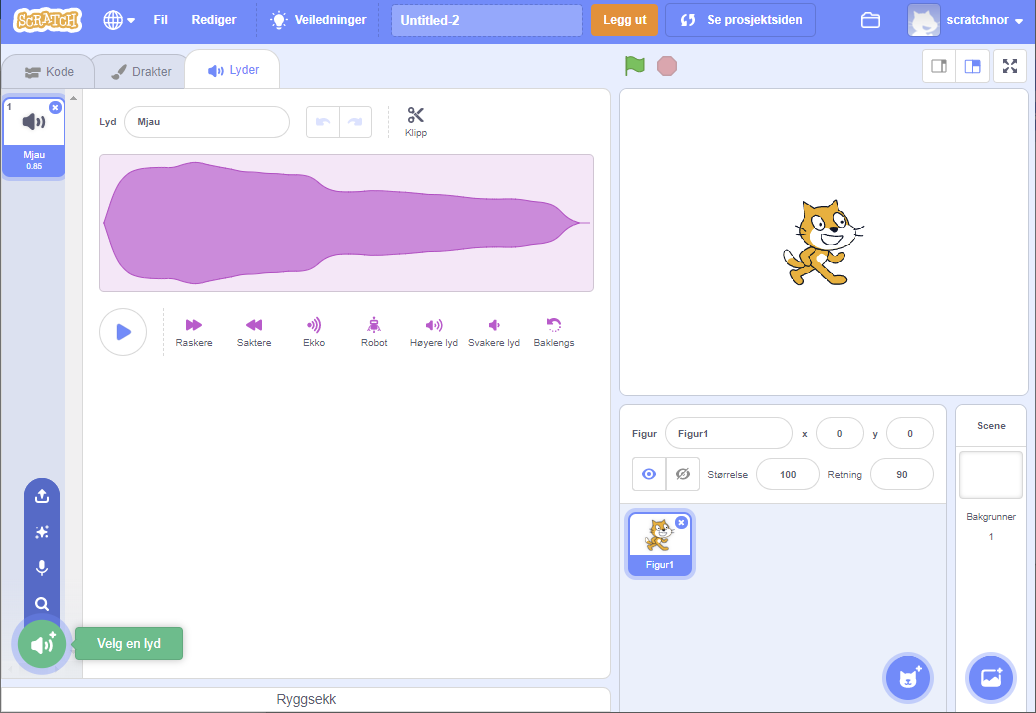 SCRATCH
Fil
Rediger
Veiledninger
Untitled-2
Legg ut
Se prosjektsiden
scratchnor
Kode
Drakter
Lyder
1
Mjau
0.85
Lyd
Mjau
Klipp
Raskere
Saktere
Ekko
Robot
Høyere lyd
Svakere lyd
Baklengs
Velg en lyd
Ryggsekk
Figur
Figur1
x
0
y
0
Størrelse
100
Retning
90
Figur1
Scene
Bakgrunner
1